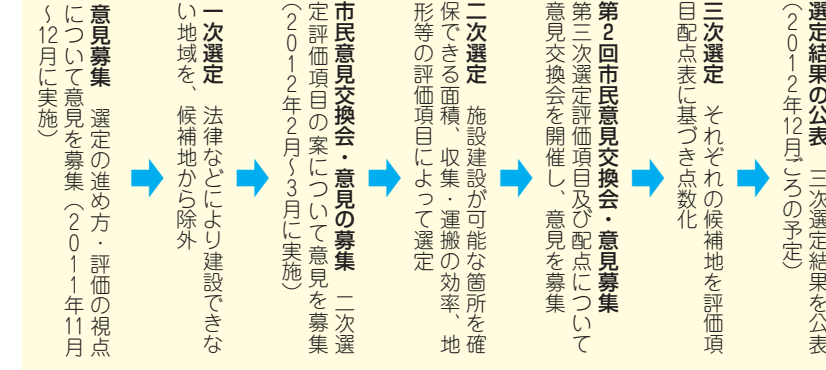 意見募集　選定の進め方・評価の視点
について意見を募集（2011年11月
～12月に実施）
一次選定　法律などにより建設できな
い地域を、候補地から除外
市民意見交換会・意見の募集　二次選
定評価項目の案について意見を募集
（2012年2月～3月に実施）
二次選定　施設建設が可能な箇所を確
保できる面積、収集・運搬の効率、地
形等の評価項目によって選定
第2回市民意見交換会・意見募集
第三次選定評価項目及び配点について
意見交換会を開催し、意見を募集
三次選定　それぞれの候補地を評価項
目配点表に基づき点数化
選定結果の公表　三次選定結果を公表
（2012年12月ごろの予定）